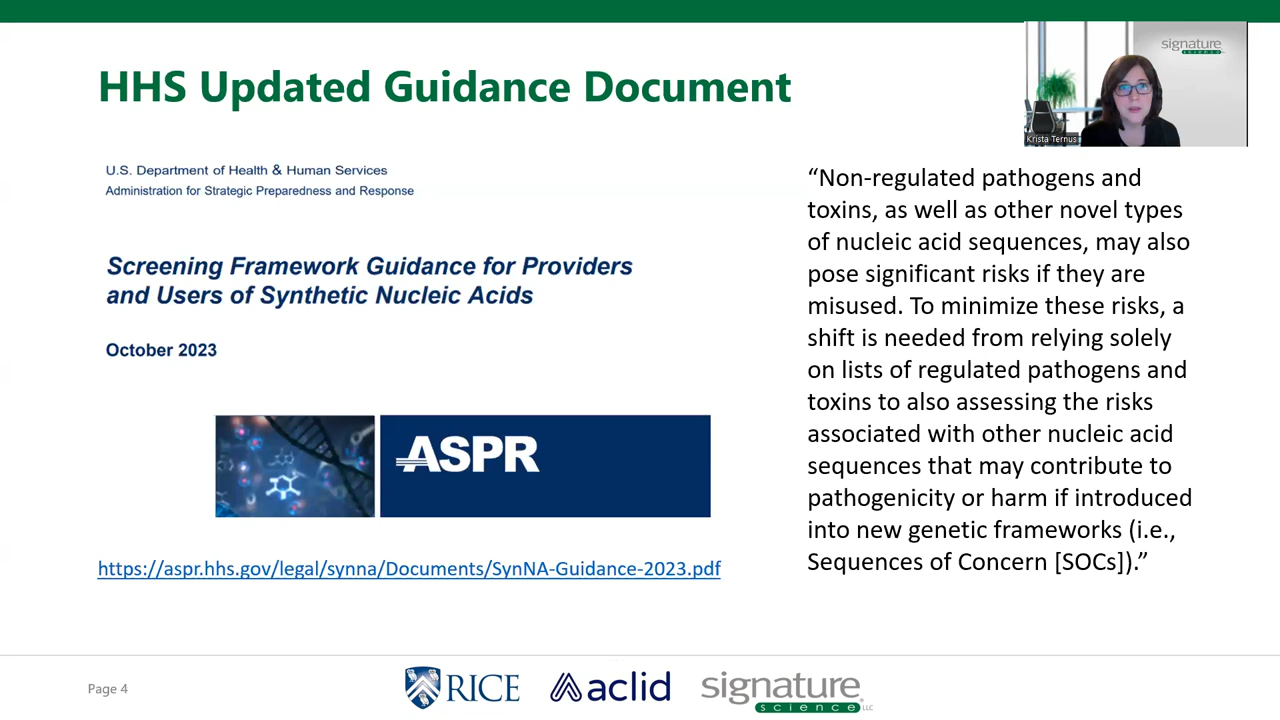 HHS Updated Guidance Document
signature
SCIENCE
Krista Ternus
U.S. Department of Health & Human Services
Administration for Strategic Preparedness and Response
Screening Framework Guidance for Providers
and Users of Synthetic Nucleic Acids
October 2023
ASPR
https://aspr.hhs.gov/legal/synna/Documents/SynNA-Guidance-2023.pdf
“Non-regulated pathogens and
toxins, as well as other novel types
of nucleic acid sequences, may also
pose significant risks if they are
misused. To minimize these risks, a
shift is needed from relying solely
on lists of regulated pathogens and
toxins to also assessing the risks
associated with other nucleic acid
sequences that may contribute to
pathogenicity or harm if introduced
into new genetic frameworks (i.e.,
Sequences of Concern [SOCs]).”
Page 4
RICE
aclid
signature
science LLC